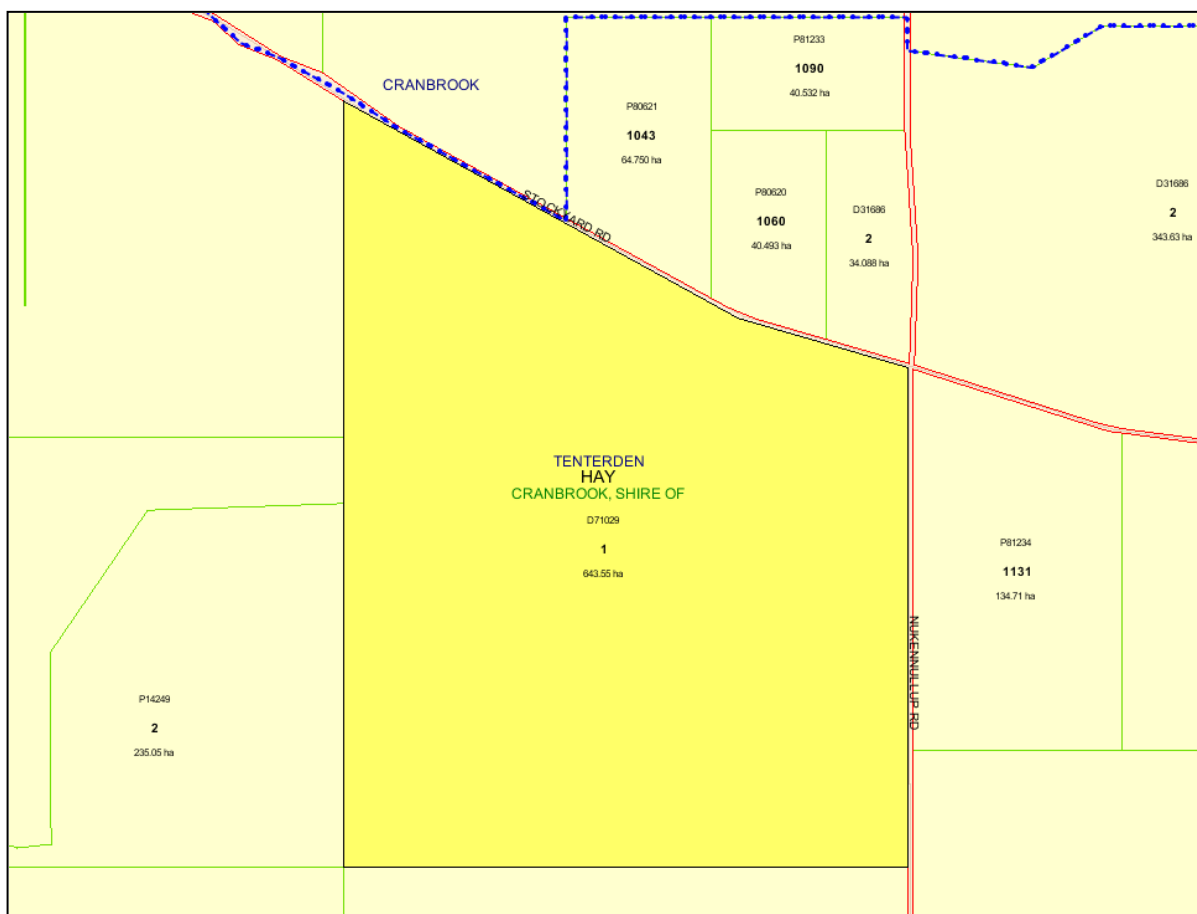 CRANBROOK
P81233
1090
40.532 ha
P80621
1043
64.750 ha
P80620
1060
40.493 ha
D31686
2
34.088 ha
D31686
2
343.63 ha
STOCKYARD RD
TENTERDEN
HAY
CRANBROOK, SHIRE OF
D71029
1
643.55 ha
P81234
1131
134.71 ha
NUKENNULLUP RD
P14249
2
235.05 ha